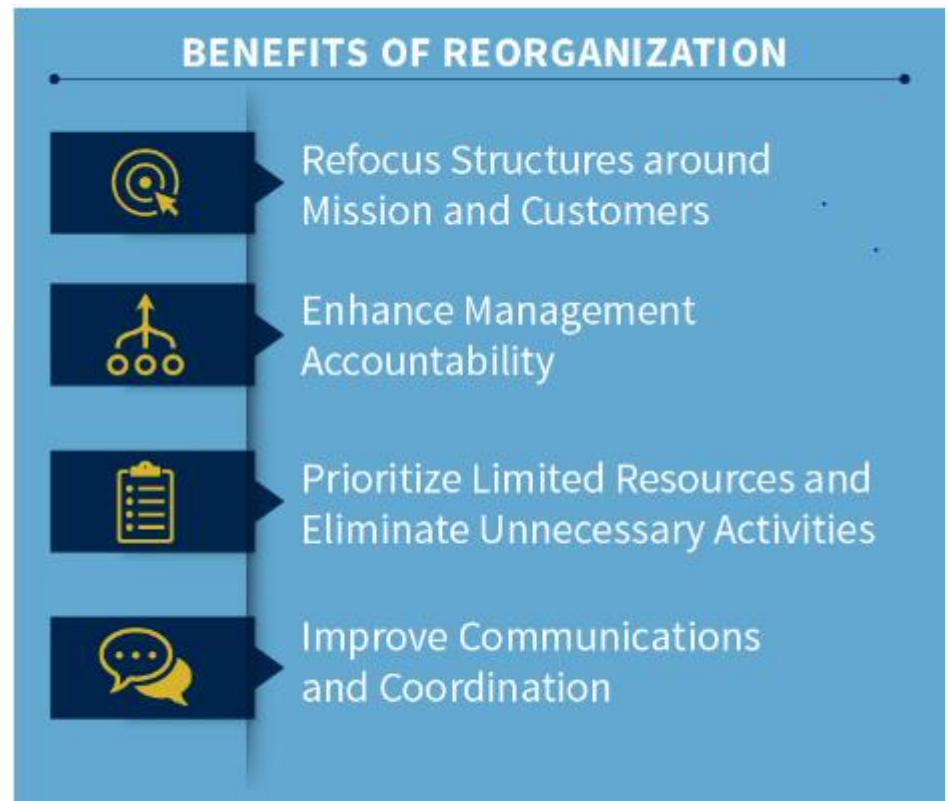 BENEFITS OF REORGANIZATION
Refocus Structures around
Mission and Customers
Enhance Management
Accountability
Prioritize Limited Resources and
Eliminate Unnecessary Activities
Improve Communications
and Coordination